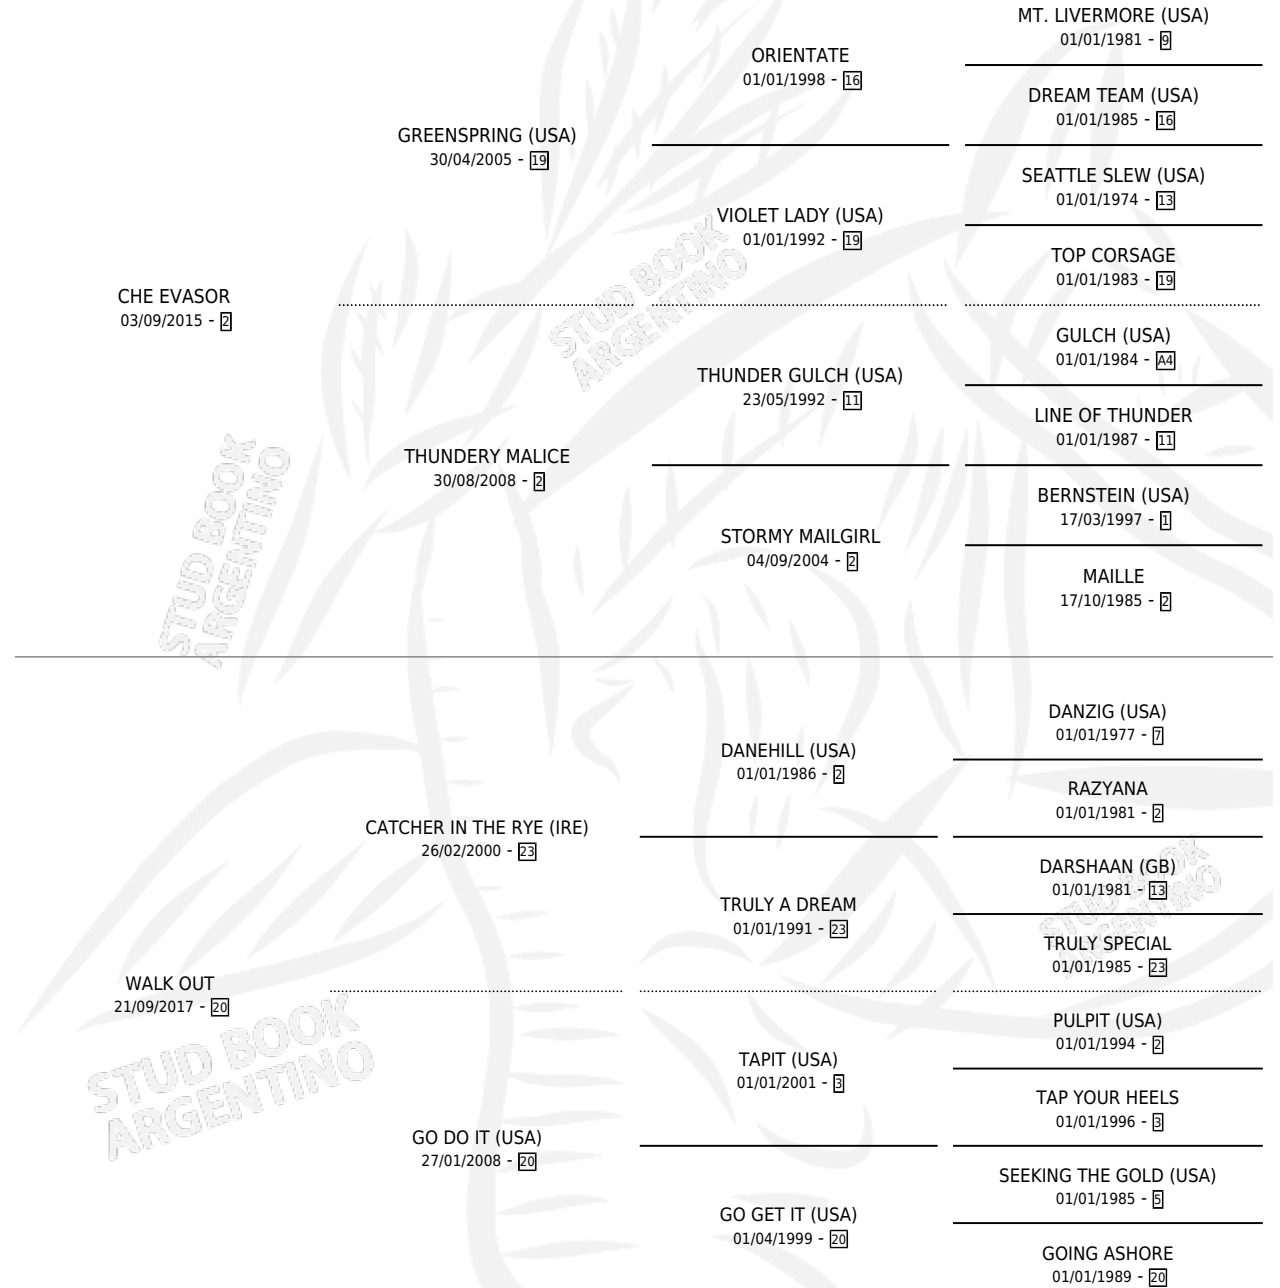 MT. LIVERMORE (USA)
01/01/1981 - 9
ORIENTATE
01/01/1998 - 16
DREAM TEAM (USA)
01/01/1985 - 16
GREENSPRING (USA)
30/04/2005 - 19
SEATTLE SLEW (USA)
01/01/1974 - 13
VIOLET LADY (USA)
01/01/1992 - 19
TOP CORSAGE
01/01/1983 - 19
CHE EVASOR
03/09/2015 - 2
GULCH (USA)
01/01/1984 - A4
THUNDER GULCH (USA)
23/05/1992 - 11
LINE OF THUNDER
01/01/1987 - 11
THUNDERY MALICE
30/08/2008 - 2
BERNSTEIN (USA)
17/03/1997 - 1
STORMY MAILGIRL
04/09/2004 - 2
MAILLE
17/10/1985 - 2
DANZIG (USA)
01/01/1977 - 7
DANEHILL (USA)
01/01/1986 - 2
RAZYANA
01/01/1981 - 2
CATCHER IN THE RYE (IRE)
26/02/2000 - 23
DARSHAAN (GB)
01/01/1981 - 13
TRULY A DREAM
01/01/1991 - 23
TRULY SPECIAL
01/01/1985 - 23
WALK OUT
21/09/2017 - 20
PULPIT (USA)
01/01/1994 - 2
TAPIT (USA)
01/01/2001 - 3
TAP YOUR HEELS
01/01/1996 - 3
GO DO IT (USA)
27/01/2008 - 20
SEEKING THE GOLD (USA)
01/01/1985 - 5
GO GET IT (USA)
01/04/1999 - 20
GOING ASHORE
01/01/1989 - 20
STUD BOOK
ARGENTINO
STUD BOOK
ARGENTINO
STUD BOOK
ARGENTINO
STUD BOOK
ARGENTINO